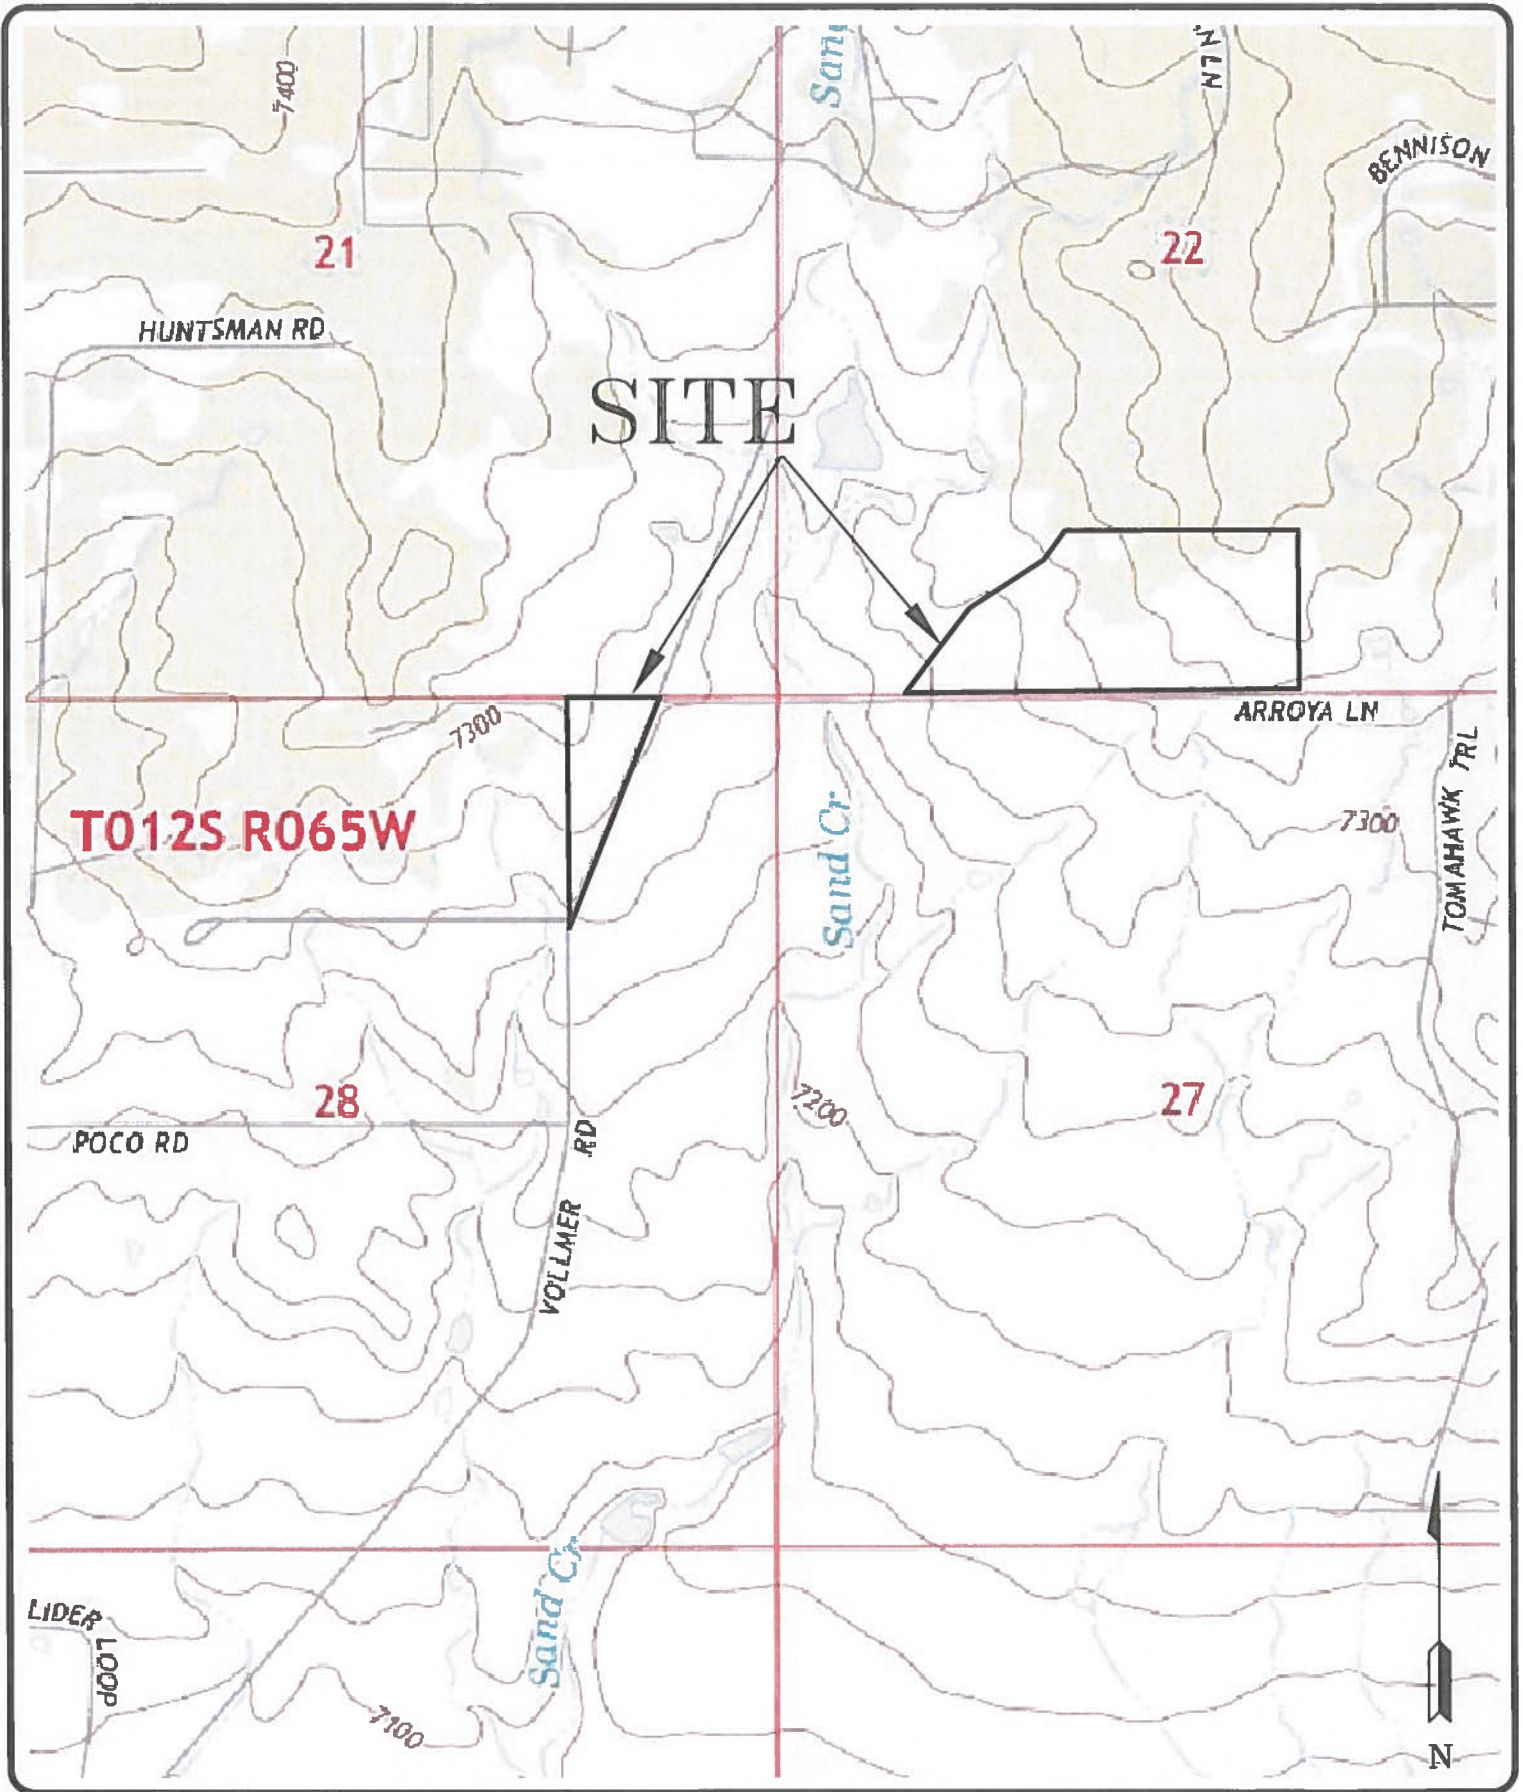 7400
Sand
N LN
BENNISON
21
22
HUNTSMAN RD
SITE
7300
ARROYA LN
T012S R065W
Sand Cr
7300
TOMAHAWK TRL
28
7200
27
POCO RD
VOLLMER RD
Sand Cr
LIDER LOOP
7100
N